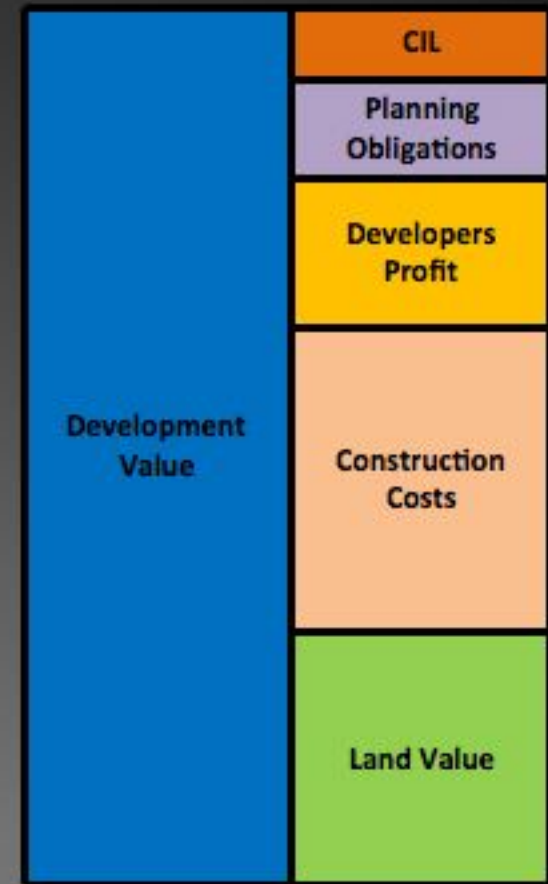 Development
Value
CIL
Planning
Obligations
Developers
Profit
Construction
Costs
Land Value